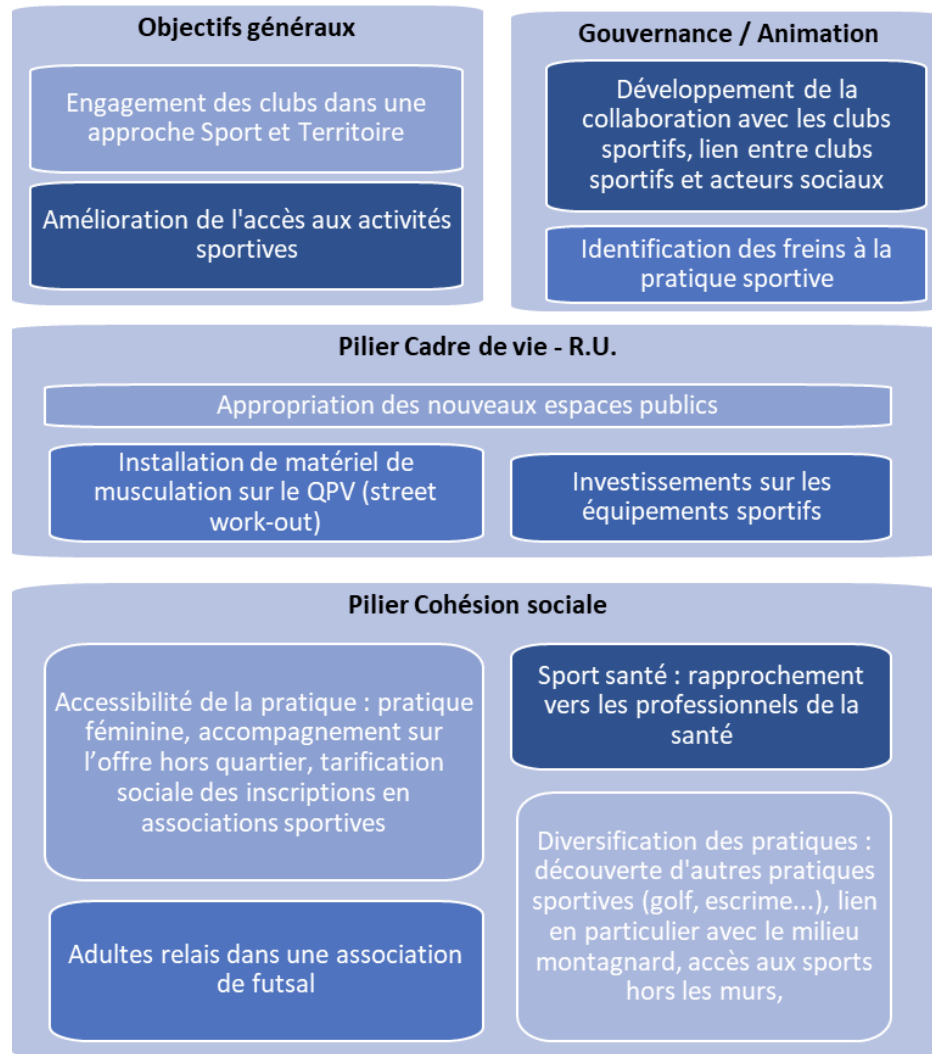 Objectifs généraux
Engagement des clubs dans une
approche Sport et Territoire
Amélioration de l'accès aux activités
sportives
Gouvernance / Animation
Développement de la
collaboration avec les clubs
sportifs, lien entre clubs
sportifs et acteurs sociaux
Identification des freins à la
pratique sportive
Pilier Cadre de vie - R.U.
Appropriation des nouveaux espaces publics
Installation de matériel de
musculation sur le QPV (street
work-out)
Investissements sur les
équipements sportifs
Pilier Cohésion sociale
Accessibilité de la pratique : pratique
féminine, accompagnement sur
l’offre hors quartier, tarification
sociale des inscriptions en
associations sportives
Adultes relais dans une association
de futsal
Sport santé : rapprochement
vers les professionnels de la
santé
Diversification des pratiques :
découverte d'autres pratiques
sportives (golf, escrime...), lien
en particulier avec le milieu
montagnard, accès aux sports
hors les murs,